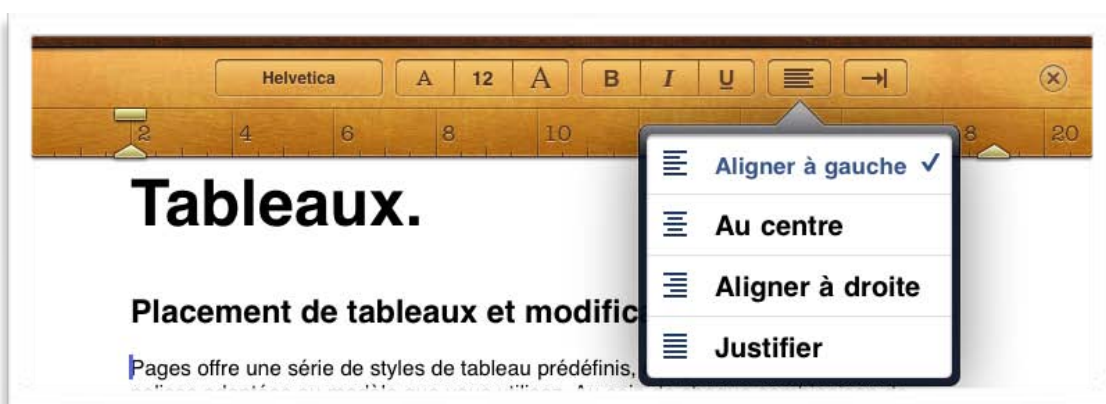 Helvetica A 12 A B I U
2 4 6 8 10 8 20
Aligner à gauche
Au centre
Aligner à droite
Justifier
Tableaux.
Placement de tableaux et modific
Pages offre une série de styles de tableau prédéfinis,